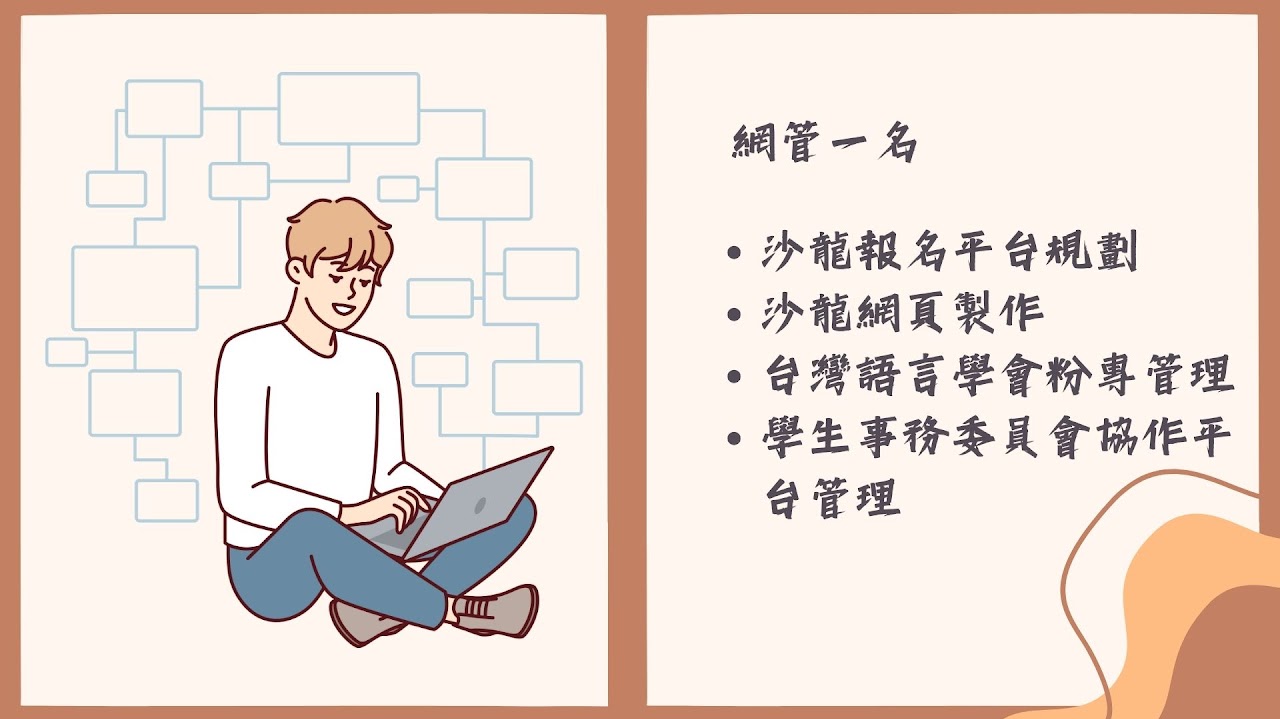 網管一名
• 沙龍報名平台規劃
• 沙龍網頁製作
• 台灣語言學會粉專管理
• 學生事務委員會協作平
台管理